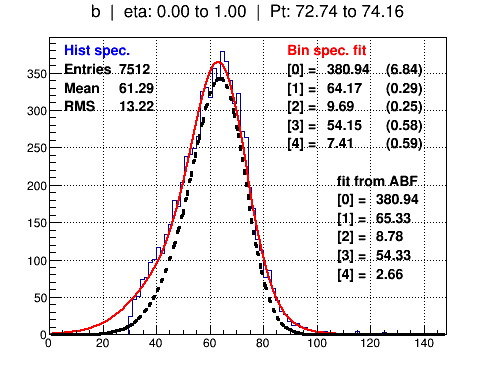 b | eta: 0.00 to 1.00 | Pt: 72.74 to 74.16
Hist spec.
Entries 7512
Mean 61.29
RMS 13.22
Bin spec. fit
[0] = 380.94 (6.84)
[1] = 64.17 (0.29)
[2] = 9.69 (0.25)
[3] = 54.15 (0.58)
[4] = 7.41 (0.59)
fit from ABF
[0] = 380.94
[1] = 65.33
[2] = 8.78
[3] = 54.33
[4] = 2.66
350
300
250
200
150
100
50
0
0 20 40 60 80 100 120 140